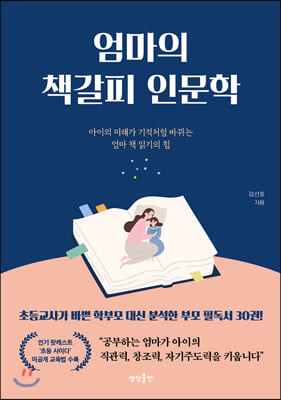 엄마의
책갈피 인문학
아이의 미래가 기적처럼 바뀌는
엄마 책 읽기의 힘
김선호
지음
초등교사가 바쁜 학부모 대신 분석한 부모 필독서 30권!
인기 팟캐스트
'초등 사이다'
미공개 교육법 수록
“공부하는 엄마가 아이의
직관력, 창조력, 자기주도력을 키웁니다”